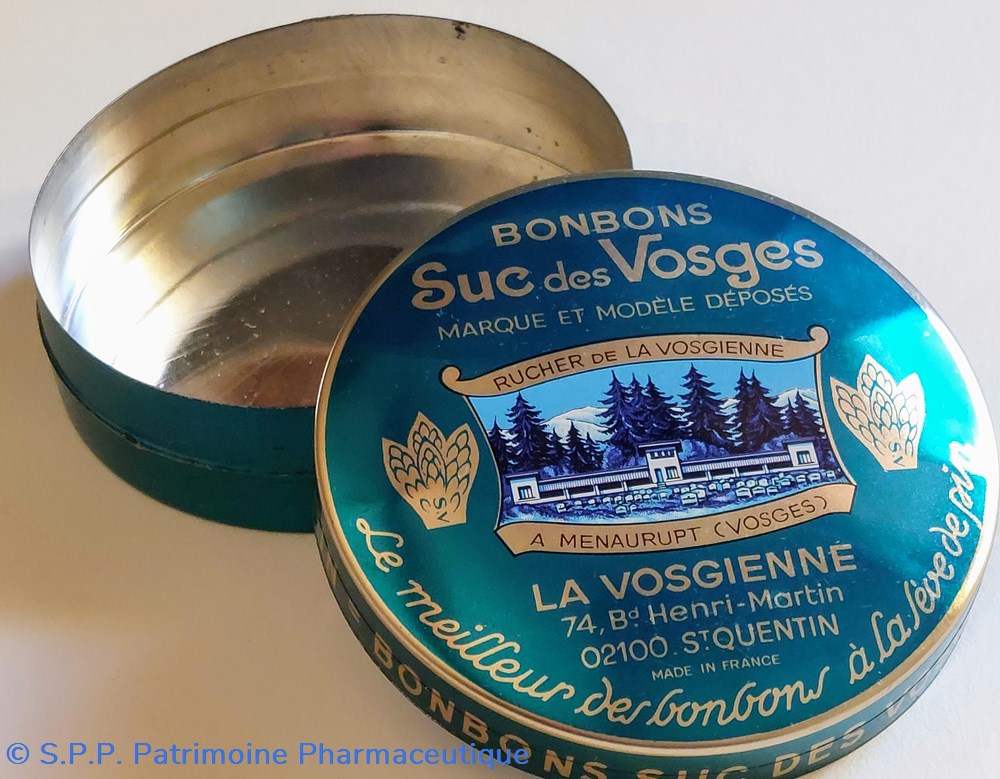 BONBONS
Suc des Vosges
MARQUE ET MODÈLE DÉPOSÉS
RUCHER DE LA VOSGIENNE
S.V
S.V
A MENAURUPT (VOSGES)
LA VOSGIENNE
74, Bd Henri-Martin
02100. ST QUENTIN
MADE IN FRANCE
Le meilleur des bonbons à la sève de pin
BONBONS SUC DES
© S.P.P. Patrimoine Pharmaceutique